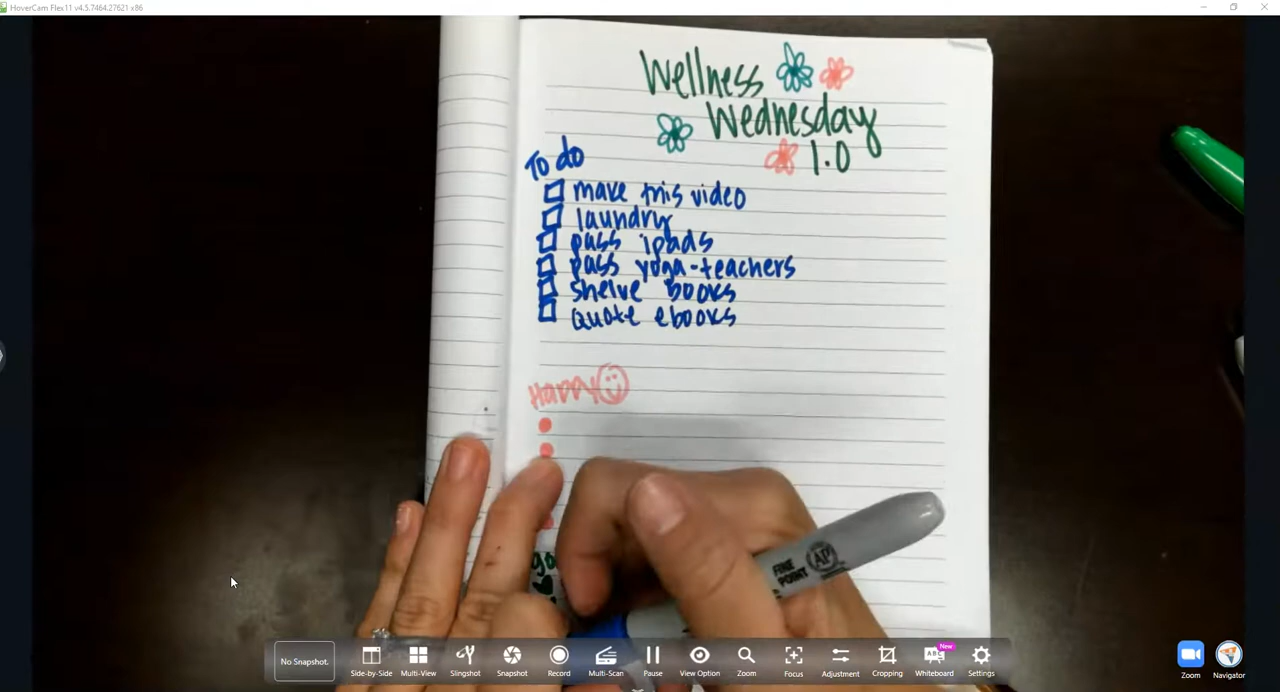 HoverCam Flex11 v4.5.7464.27621 x86
Wellness
Wednesday
1.0
To do
make this video
laundry
pass ipads
pass yoga-teachers
shelve books
quote ebooks
Happy
FINE
POINT
AP
No Snapshot.
Side-by-Side
Multi-View
Slingshot
Snapshot
Record
Multi-Scan
Pause
View Option
Zoom
Focus
Adjustment
Cropping
New
Whiteboard
Settings
Zoom
Navigator